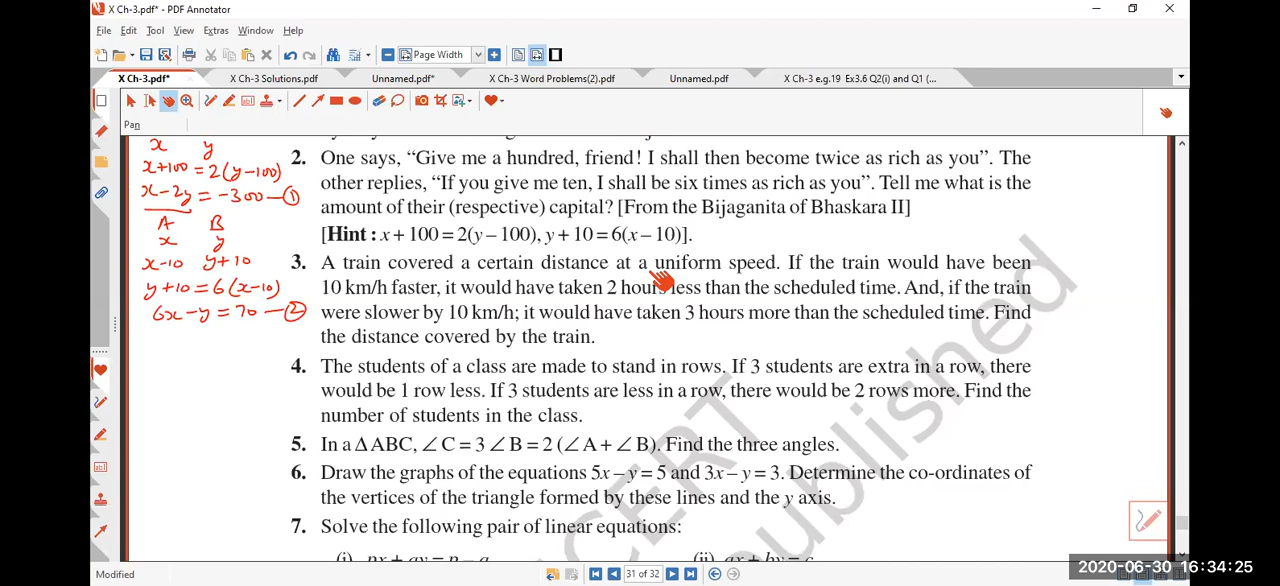 X Ch-3.pdf* - PDF Annotator
File Edit Tool View Extras Window Help
Page Width
X Ch-3.pdf* X Ch-3 Solutions.pdf Unnamed.pdf* X Ch-3 Word Problems(2).pdf Unnamed.pdf X Ch-3 e.g.19 Ex3.6 Q2(i) and Q1 (...
Pan
x y
x+100 = 2(y-100)
x-2y = -300 —①
A B
x y
x-10 y+10
y+10 = 6(x-10)
6x-y = 70 —②
2. One says, “Give me a hundred, friend! I shall then become twice as rich as you”. The
other replies, “If you give me ten, I shall be six times as rich as you”. Tell me what is the
amount of their (respective) capital? [From the Bijaganita of Bhaskara II]
[Hint : x + 100 = 2(y – 100), y + 10 = 6(x – 10)].
3. A train covered a certain distance at a uniform speed. If the train would have been
10 km/h faster, it would have taken 2 hours less than the scheduled time. And, if the train
were slower by 10 km/h; it would have taken 3 hours more than the scheduled time. Find
the distance covered by the train.
4. The students of a class are made to stand in rows. If 3 students are extra in a row, there
would be 1 row less. If 3 students are less in a row, there would be 2 rows more. Find the
number of students in the class.
5. In a Δ ABC, ∠ C = 3 ∠ B = 2 (∠ A + ∠ B). Find the three angles.
6. Draw the graphs of the equations 5x – y = 5 and 3x – y = 3. Determine the co-ordinates of
the vertices of the triangle formed by these lines and the y axis.
7. Solve the following pair of linear equations:
(i) px + qy = p q
(ii) ax + by = c
NCERT
published
Modified
31 of 32
2020-06-30 16:34:25